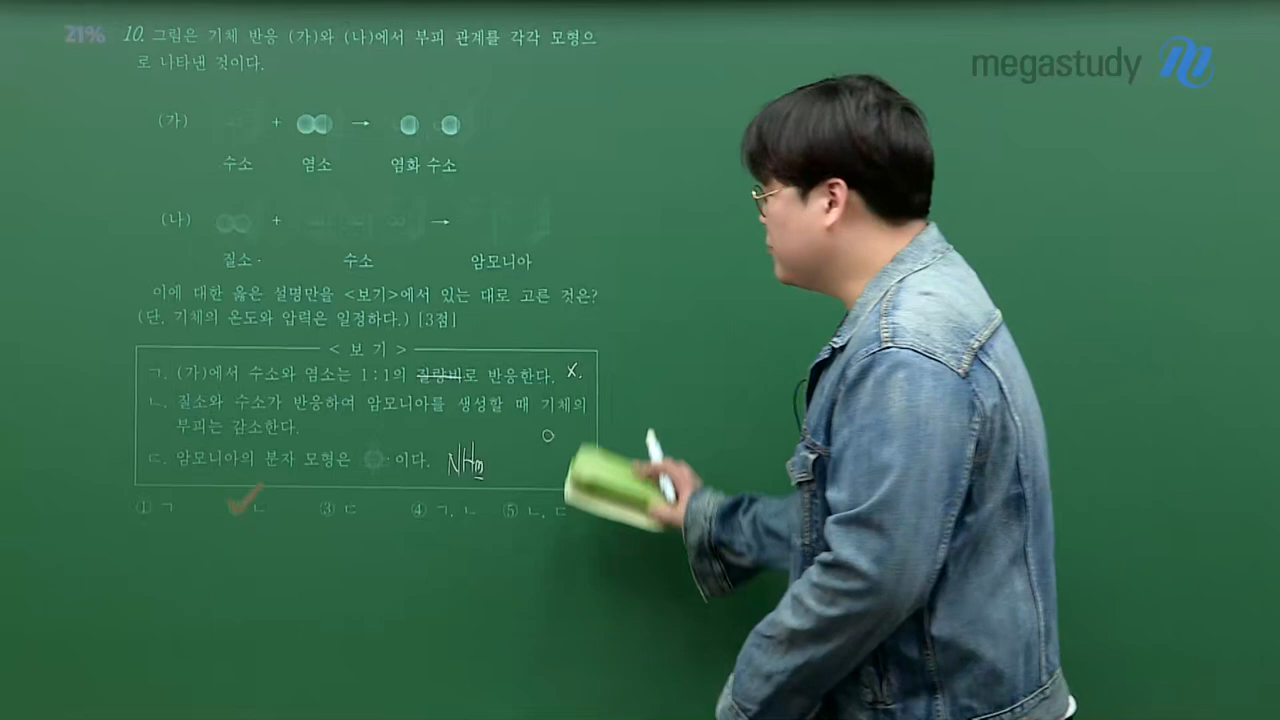 21%
megastudy
10. 그림은 기체 반응 (가)와 (나)에서 부피 관계를 각각 모형으
로 나타낸 것이다.
(가) + →
수소 염소 염화 수소
(나) + →
질소 수소 암모니아
이에 대한 옳은 설명만을 <보기>에서 있는 대로 고른 것은?
(단, 기체의 온도와 압력은 일정하다.) [3점]
< 보 기 >
ㄱ. (가)에서 수소와 염소는 1:1의 질량비로 반응한다. X.
ㄴ. 질소와 수소가 반응하여 암모니아를 생성할 때 기체의
부피는 감소한다. O
ㄷ. 암모니아의 분자 모형은 이다. NHm
① ㄱ ㄴ ③ ㄷ ④ ㄱ, ㄴ ⑤ ㄴ, ㄷ